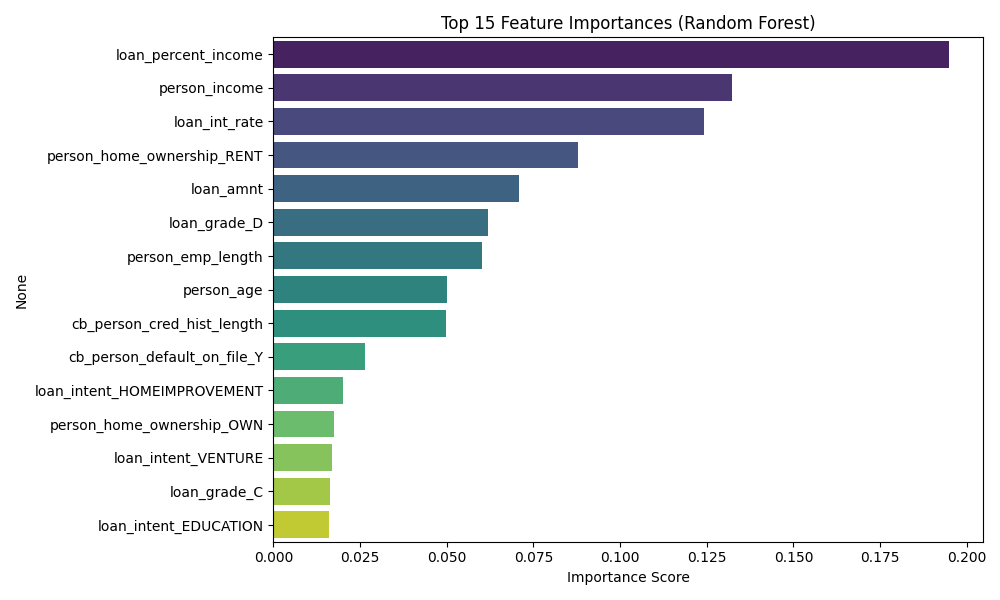 Top 15 Feature Importances (Random Forest)
loan_percent_income
person_income
loan_int_rate
person_home_ownership_RENT
loan_amnt
loan_grade_D
person_emp_length
person_age
cb_person_cred_hist_length
cb_person_default_on_file_Y
loan_intent_HOMEIMPROVEMENT
person_home_ownership_OWN
loan_intent_VENTURE
loan_grade_C
loan_intent_EDUCATION
None
0.000 0.025 0.050 0.075 0.100 0.125 0.150 0.175 0.200
Importance Score